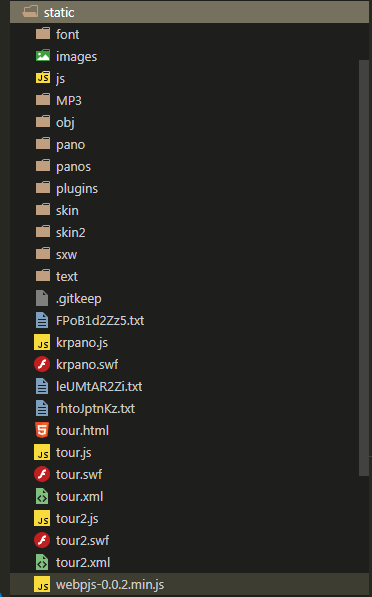 static
font
images
js
MP3
obj
pano
panos
plugins
skin
skin2
sxw
text
.gitkeep
FPoB1d2Zz5.txt
krpano.js
krpano.swf
leUMtAR2Zi.txt
rhtoJptnKz.txt
tour.html
tour.js
tour.swf
tour.xml
tour2.js
tour2.swf
tour2.xml
webpjs-0.0.2.min.js